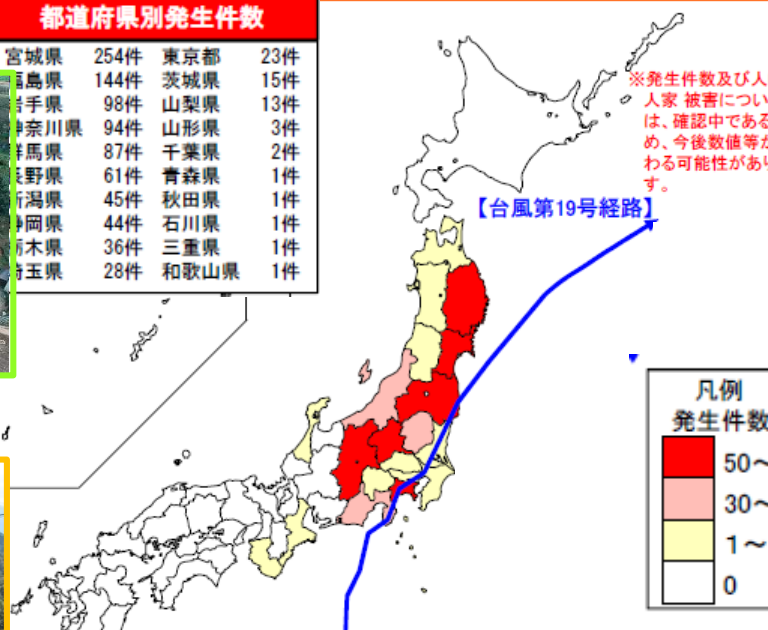 都道府県別発生件数
宮城県 254件 東京都 23件
福島県 144件 茨城県 15件
岩手県 98件 山梨県 13件
神奈川県 94件 山形県 3件
群馬県 87件 千葉県 2件
長野県 61件 青森県 1件
新潟県 45件 秋田県 1件
静岡県 44件 石川県 1件
栃木県 36件 三重県 1件
埼玉県 28件 和歌山県 1件
※発生件数及び人
人家 被害につい
は、確認中である
め、今後数値等が
わる可能性があり
す。
【台風第19号経路】
凡例
発生件数
50～
30～
1～
0